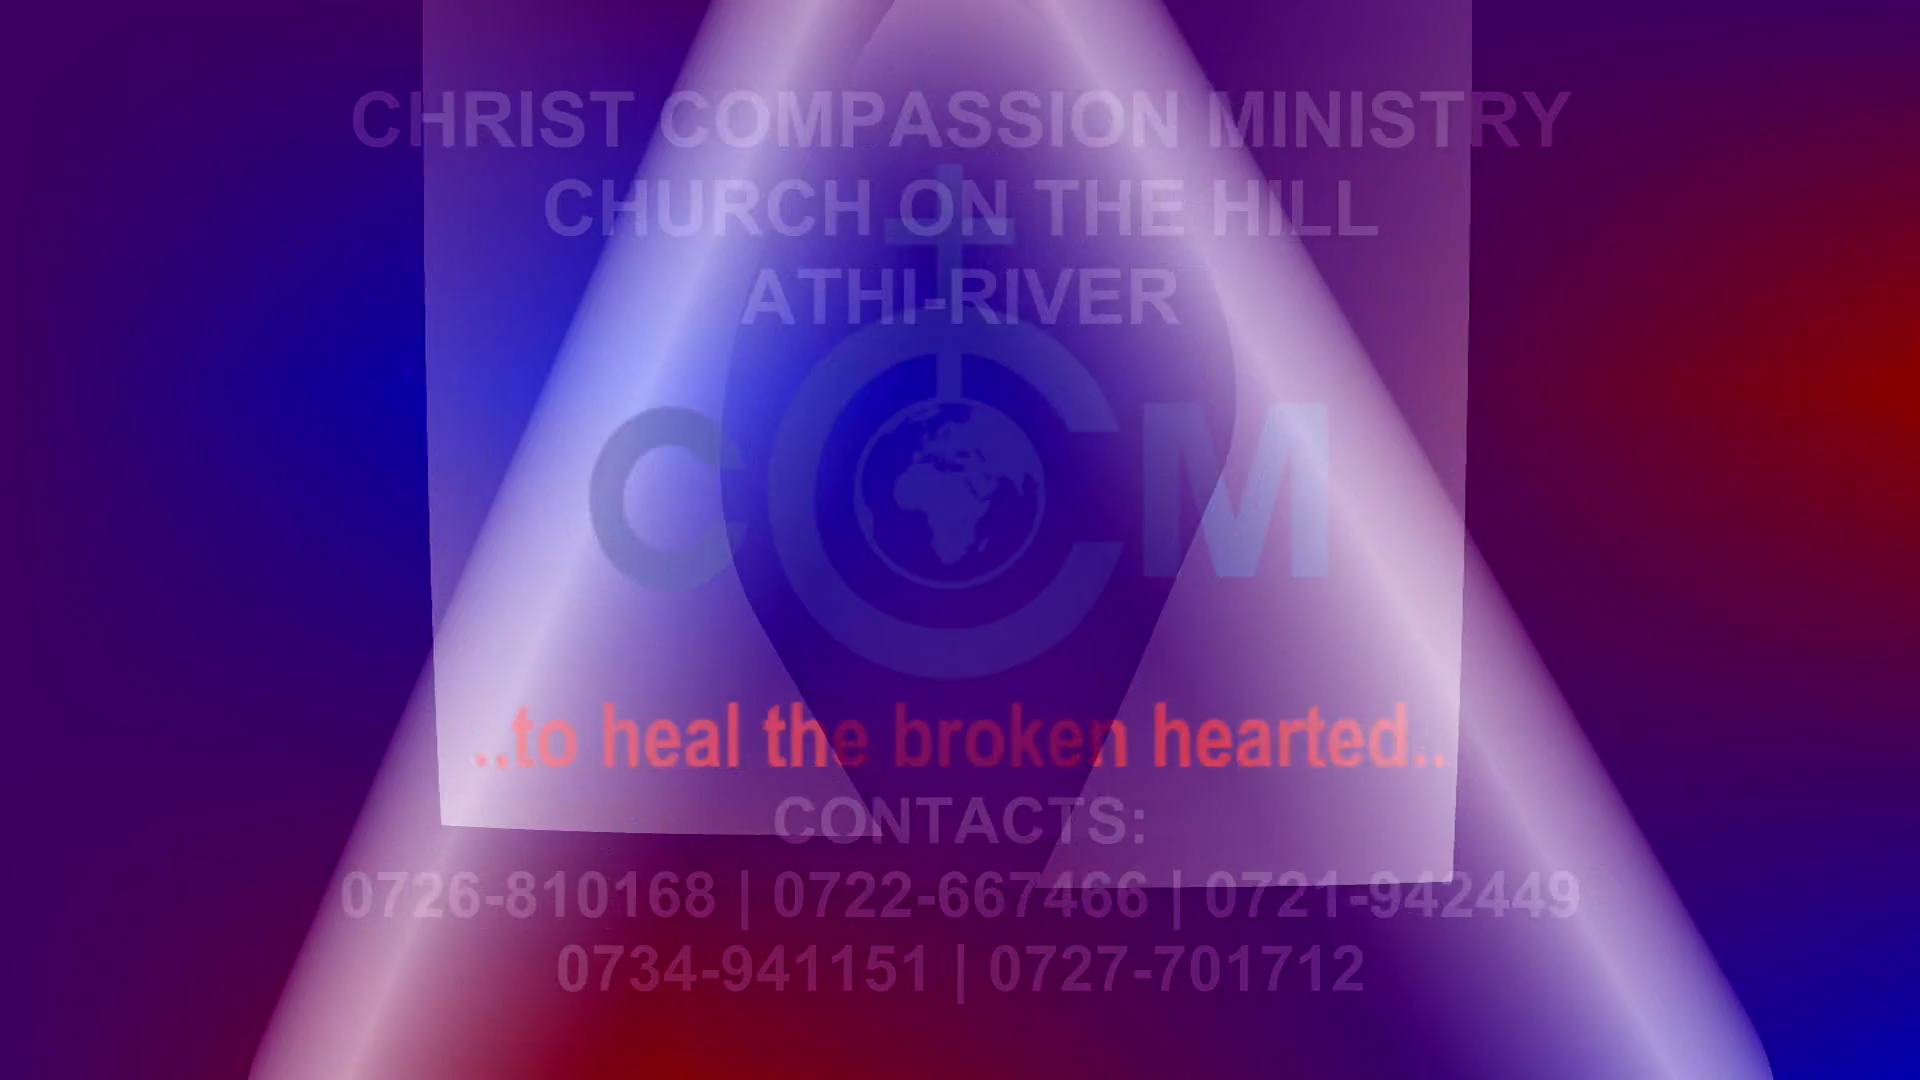 CHRIST COMPASSION MINISTRY
CHURCH ON THE HILL
ATHI-RIVER
CCM
..to heal the broken hearted..
CONTACTS:
0726-810168 | 0722-667466 | 0721-942449
0734-941151 | 0727-701712